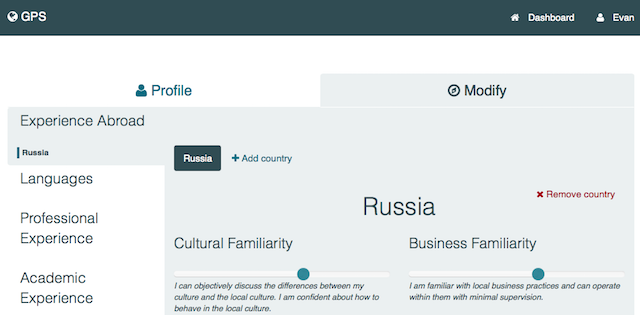 GPS
Dashboard
Evan
Profile
Modify
Experience Abroad
Russia
Languages
Professional
Experience
Academic
Experience
Russia
Add country
Remove country
Russia
Cultural Familiarity
I can objectively discuss the differences between my
culture and the local culture. I am confident about how to
behave in the local culture.
Business Familiarity
I am familiar with local business practices and can operate
within them with minimal supervision.